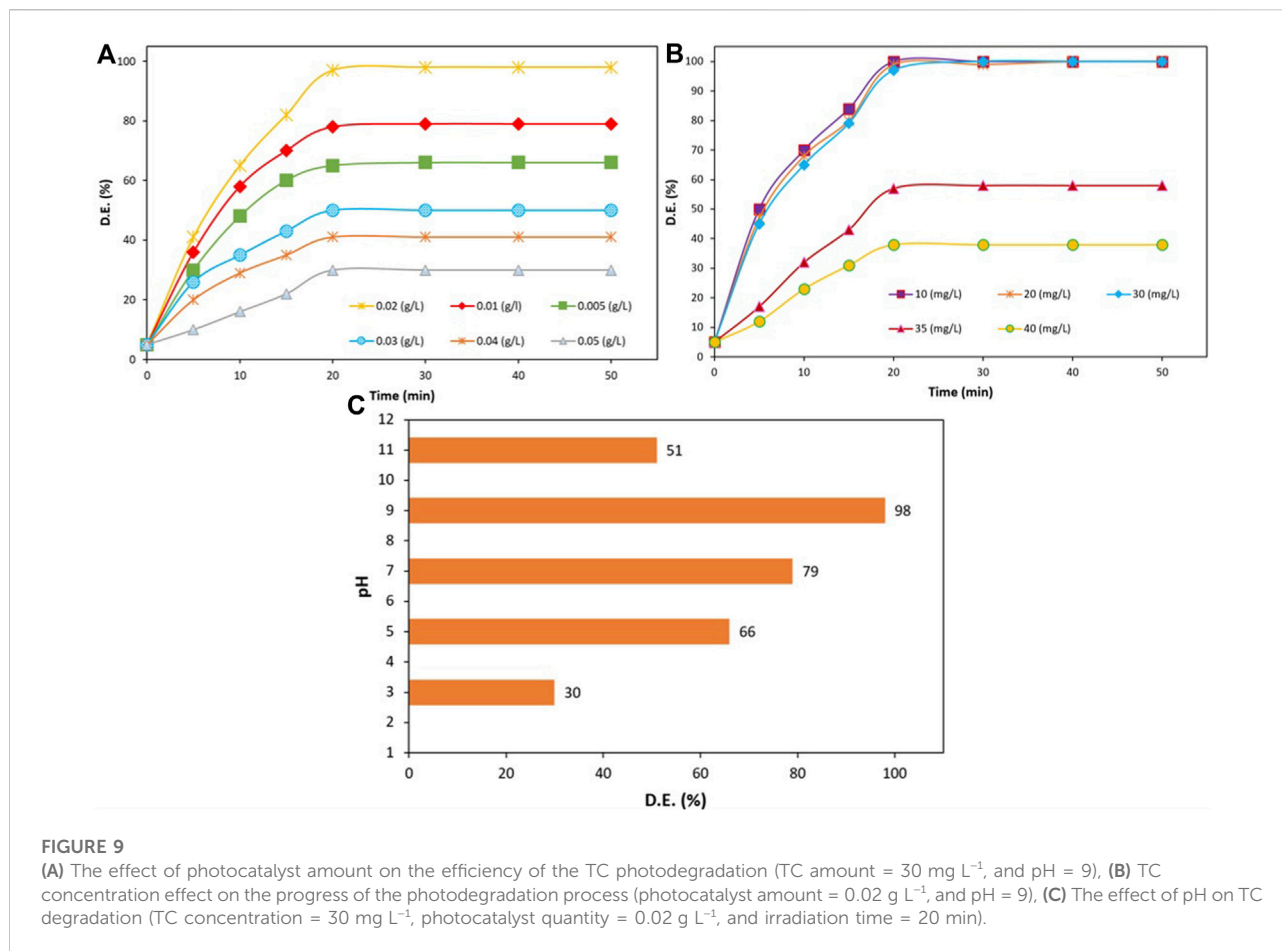 A
D.E. (%)
100
80
60
40
20
0
0 10 20 30 40 50
Time (min)
0.02 (g/L) 0.01 (g/l) 0.005 (g/L)
0.03 (g/L) 0.04 (g/L) 0.05 (g/L)
B
D.E. (%)
100
90
80
70
60
50
40
30
20
10
0
0 10 20 30 40 50
Time (min)
10 (mg/L) 20 (mg/L) 30 (mg/L)
35 (mg/L) 40 (mg/L)
C
pH
12
11
10
9
8
7
6
5
4
3
2
1
51
98
79
66
30
0 20 40 60 80 100
D.E. (%)
FIGURE 9
(A) The effect of photocatalyst amount on the efficiency of the TC photodegradation (TC amount = 30 mg L⁻¹, and pH = 9), (B) TC
concentration effect on the progress of the photodegradation process (photocatalyst amount = 0.02 g L⁻¹, and pH = 9), (C) The effect of pH on TC
degradation (TC concentration = 30 mg L⁻¹, photocatalyst quantity = 0.02 g L⁻¹, and irradiation time = 20 min).